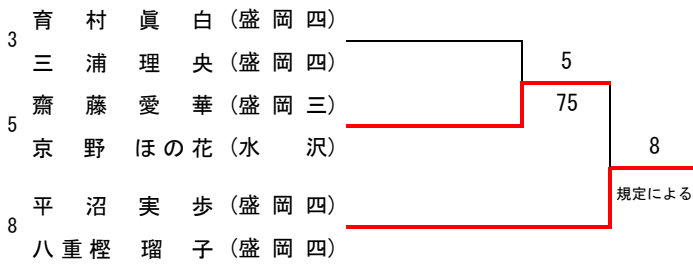 3
育村眞白(盛岡四)
三浦理央(盛岡四)
5
齋藤愛華(盛岡三)
京野ほの花(水沢)
8
平沼実歩(盛岡四)
八重樫瑠子(盛岡四)
5
75
8
規定による